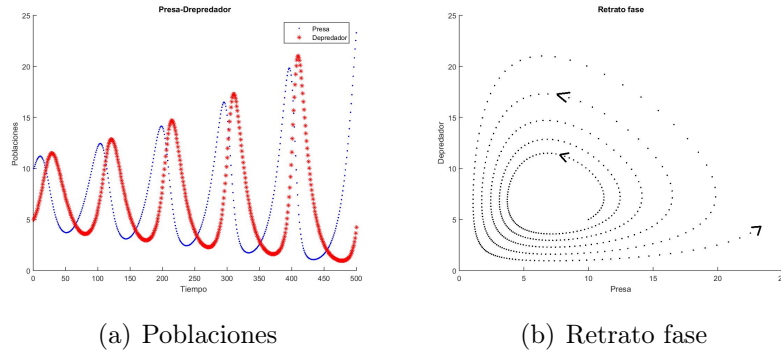 Presa-Drepredador
Presa
Depredador
Poblaciones
25
20
15
10
5
0
0 50 100 150 200 250 300 350 400 450 500
Tiempo
(a) Poblaciones
Retrato fase
Depredador
25
20
15
10
5
0
0 5 10 15 20 25
Presa
(b) Retrato fase